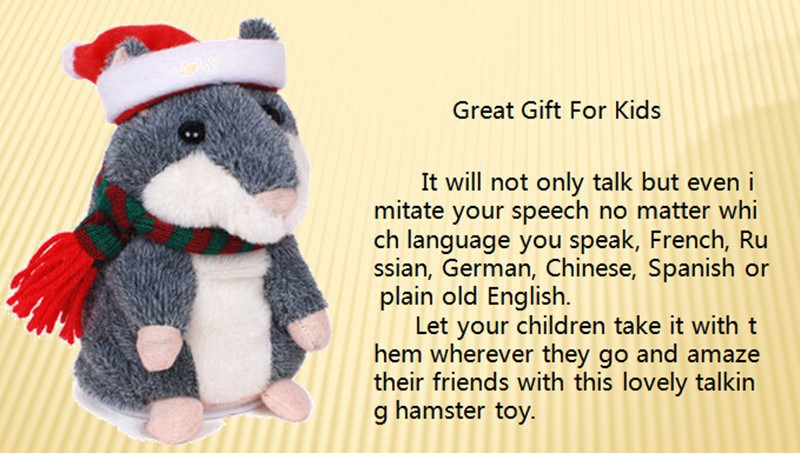 Great Gift For Kids
It will not only talk but even i
mitate your speech no matter whi
ch language you speak, French, Ru
ssian, German, Chinese, Spanish or
plain old English.
Let your children take it with t
hem wherever they go and amaze
their friends with this lovely talkin
g hamster toy.